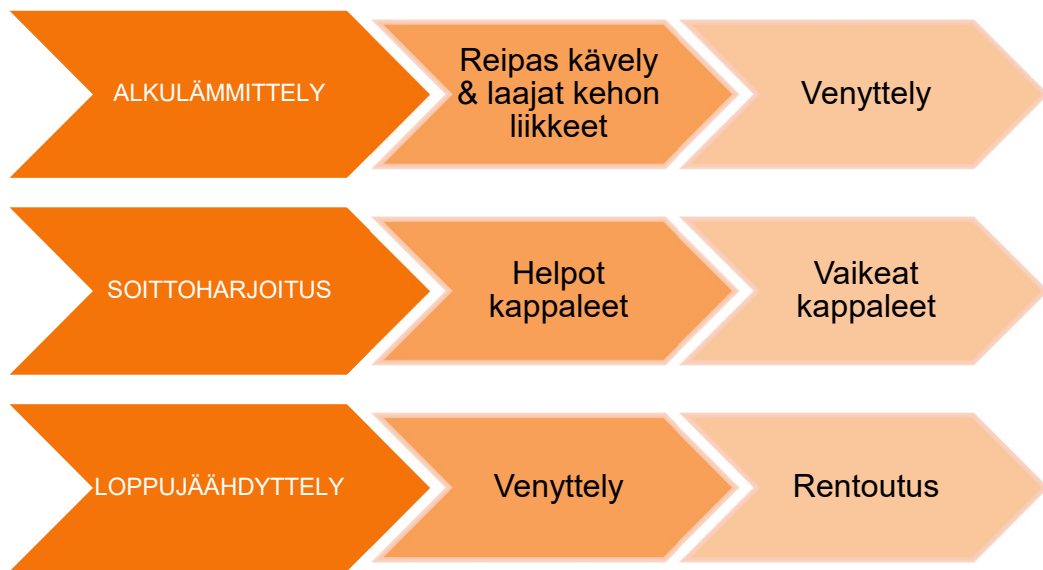 ALKULÄMMITTELY
Reipas kävely
& laajat kehon
liikkeet
Venyttely
SOITTOHARJOITUS
Helpot
kappaleet
Vaikeat
kappaleet
LOPPUJÄÄHDYTTELY
Venyttely
Rentoutus